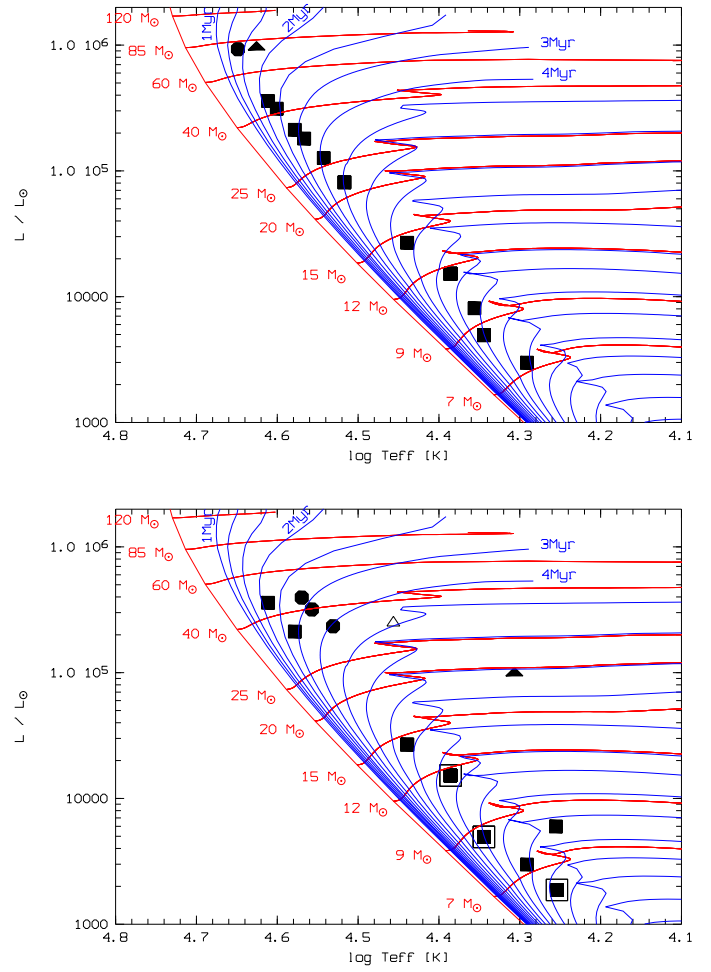 120 M⊙
1Myr
2Myr
1.0 10⁶
85 M⊙
3Myr
60 M⊙
4Myr
40 M⊙
1.0 10⁵
25 M⊙
20 M⊙
L / L⊙
15 M⊙
10000
12 M⊙
9 M⊙
7 M⊙
1000
4.8 4.7 4.6 4.5 4.4 4.3 4.2 4.1
log Teff [K]
120 M⊙
1Myr
2Myr
1.0 10⁶
85 M⊙
3Myr
60 M⊙
4Myr
40 M⊙
1.0 10⁵
25 M⊙
20 M⊙
L / L⊙
15 M⊙
10000
12 M⊙
9 M⊙
7 M⊙
1000
4.8 4.7 4.6 4.5 4.4 4.3 4.2 4.1
log Teff [K]